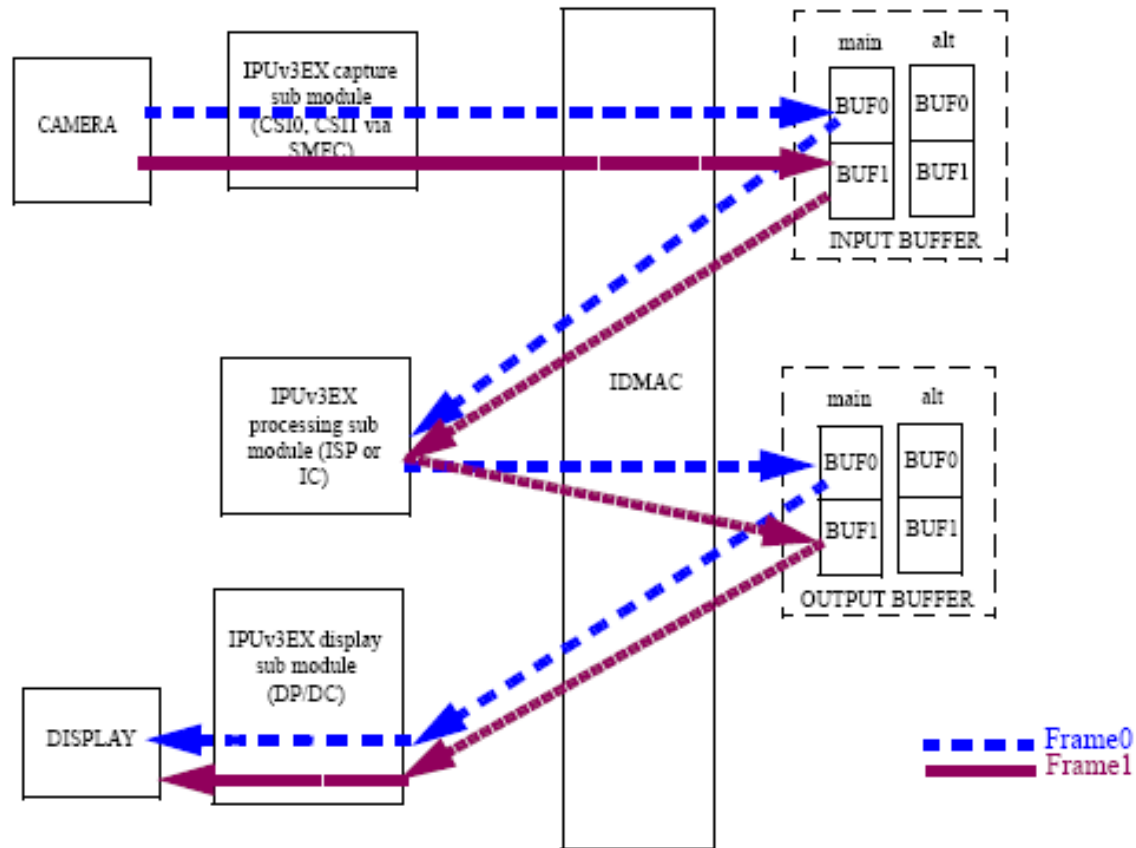 main alt
CAMERA
IPUv3EX capture
sub module
(CSI0, CSI1 via
SMFC)
BUF0 BUF0
BUF1 BUF1
INPUT BUFFER
IPUv3EX
processing sub
module (ISP or
IC)
IDMAC
main alt
BUF0 BUF0
BUF1 BUF1
OUTPUT BUFFER
IPUv3EX display
sub module
(DP/DC)
DISPLAY
Frame0
Frame1